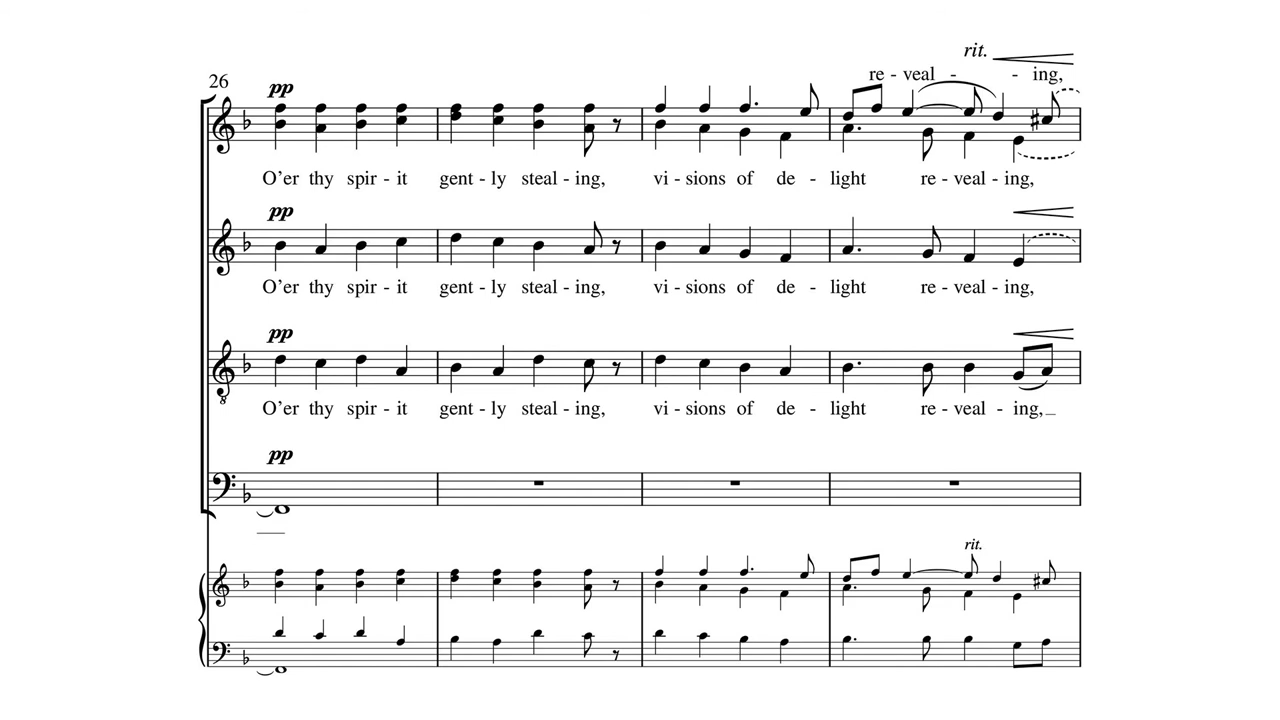 rit.
re - veal - - ing,
26
pp
O'er thy spir - it gent - ly steal - ing, vi - sions of de - light re - veal - ing,
pp
O'er thy spir - it gent - ly steal - ing, vi - sions of de - light re - veal - ing,
pp
8
O'er thy spir - it gent - ly steal - ing, vi - sions of de - light re - veal - ing,_
pp
rit.